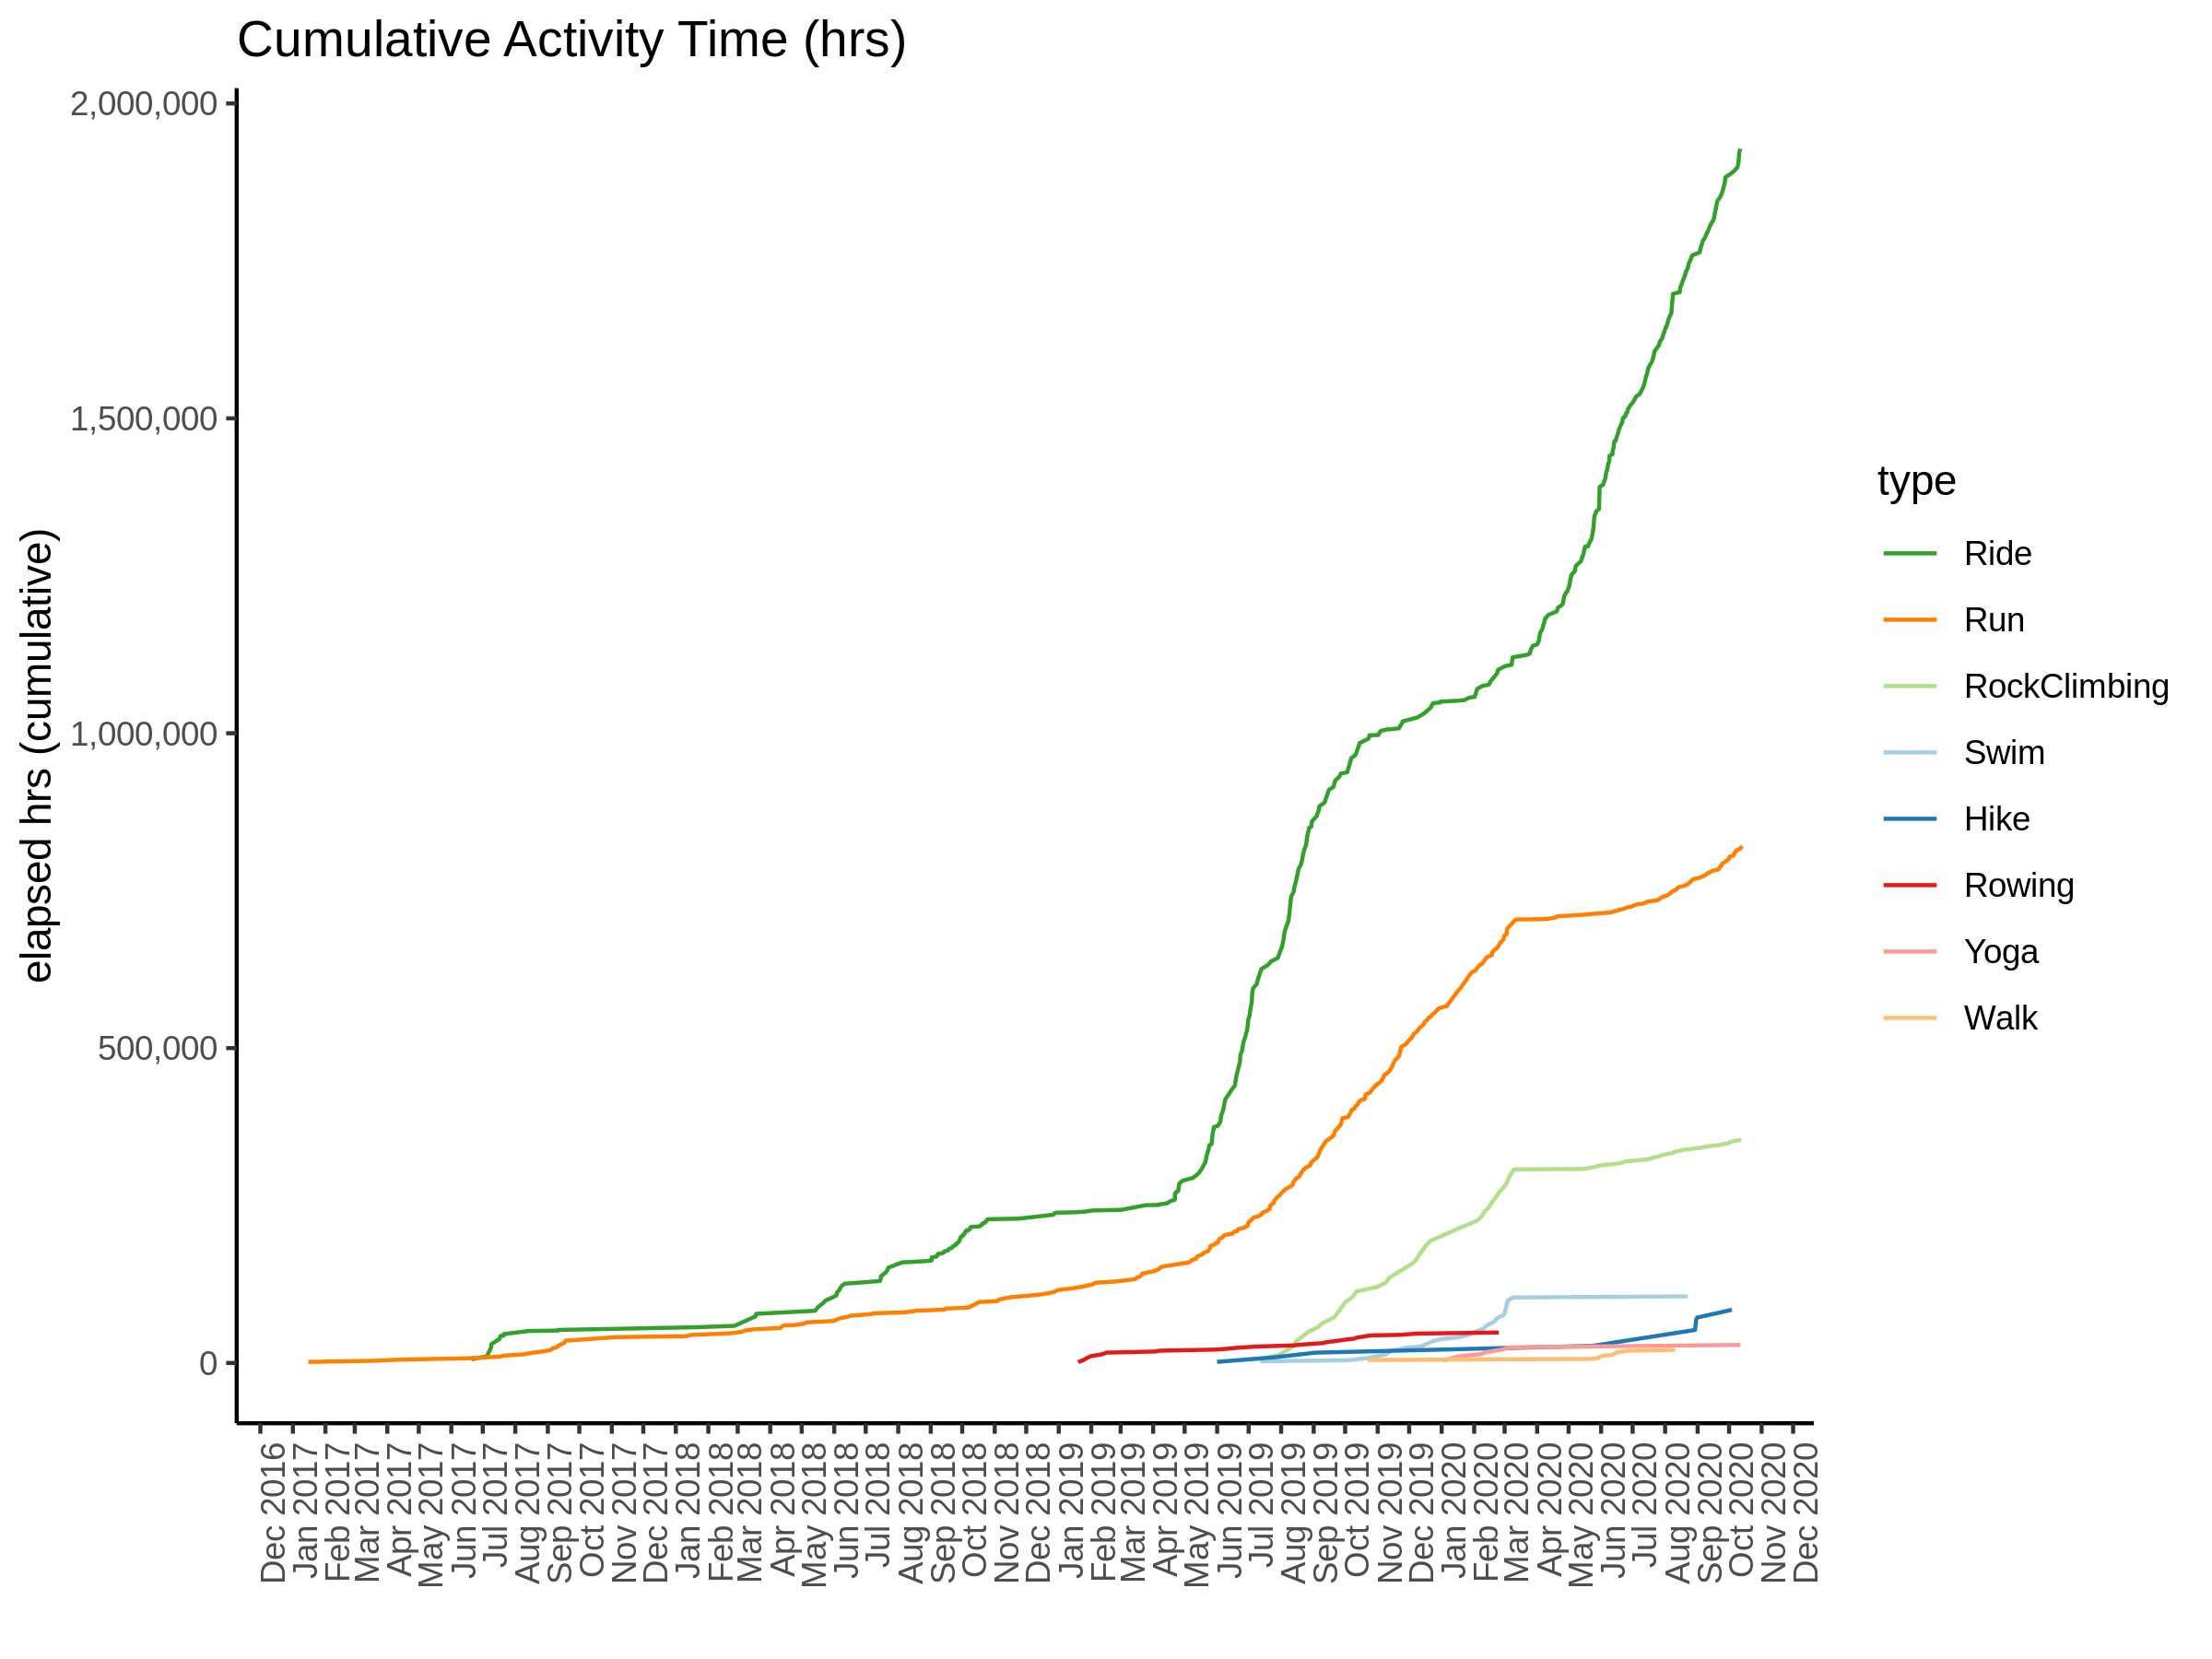 Cumulative Activity Time (hrs)
elapsed hrs (cumulative)
2,000,000
1,500,000
1,000,000
500,000
0
Dec 2016
Jan 2017
Feb 2017
Mar 2017
Apr 2017
May 2017
Jun 2017
Jul 2017
Aug 2017
Sep 2017
Oct 2017
Nov 2017
Dec 2017
Jan 2018
Feb 2018
Mar 2018
Apr 2018
May 2018
Jun 2018
Jul 2018
Aug 2018
Sep 2018
Oct 2018
Nov 2018
Dec 2018
Jan 2019
Feb 2019
Mar 2019
Apr 2019
May 2019
Jun 2019
Jul 2019
Aug 2019
Sep 2019
Oct 2019
Nov 2019
Dec 2019
Jan 2020
Feb 2020
Mar 2020
Apr 2020
May 2020
Jun 2020
Jul 2020
Aug 2020
Sep 2020
Oct 2020
Nov 2020
Dec 2020
type
Ride
Run
RockClimbing
Swim
Hike
Rowing
Yoga
Walk